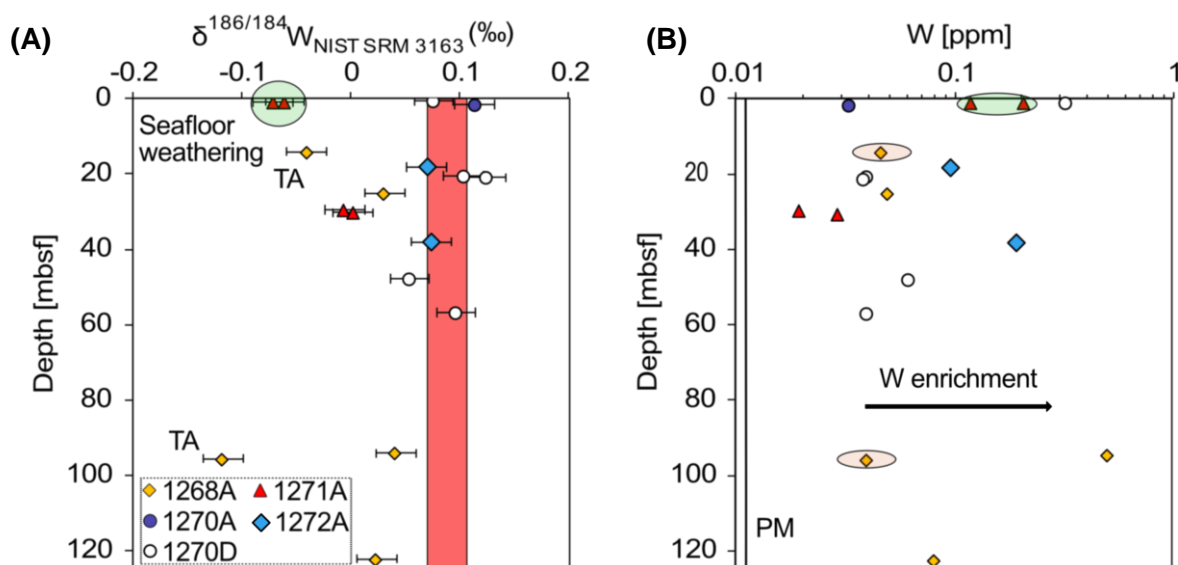 (A)
δ186/184W NIST SRM 3163 (‰)
-0.2 -0.1 0 0.1 0.2
0
20
40
60
80
100
120
Depth [mbsf]
Seafloor
weathering
TA
TA
1268A 1271A
1270A 1272A
1270D
(B)
W [ppm]
0.01 0.1 1
0
20
40
60
80
100
120
Depth [mbsf]
W enrichment
PM